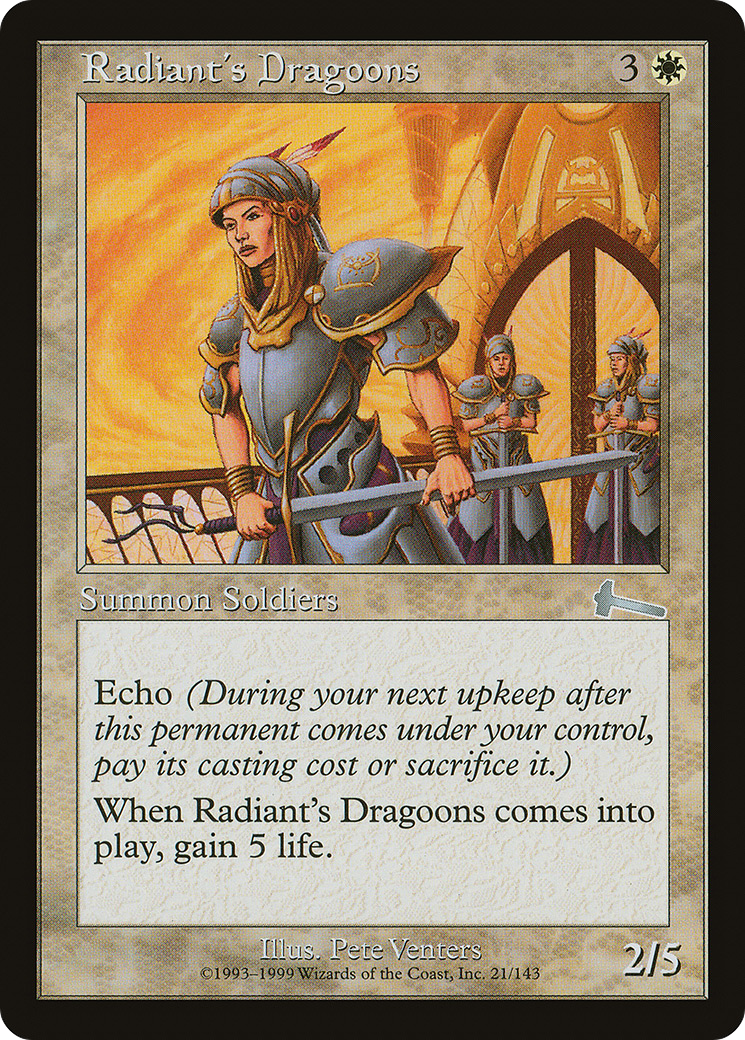 Radiant's Dragoons 3
Summon Soldiers
Echo (During your next upkeep after
this permanent comes under your control,
pay its casting cost or sacrifice it.)
When Radiant's Dragoons comes into
play, gain 5 life.
Illus. Pete Venters
©1993–1999 Wizards of the Coast, Inc. 21/143
2/5